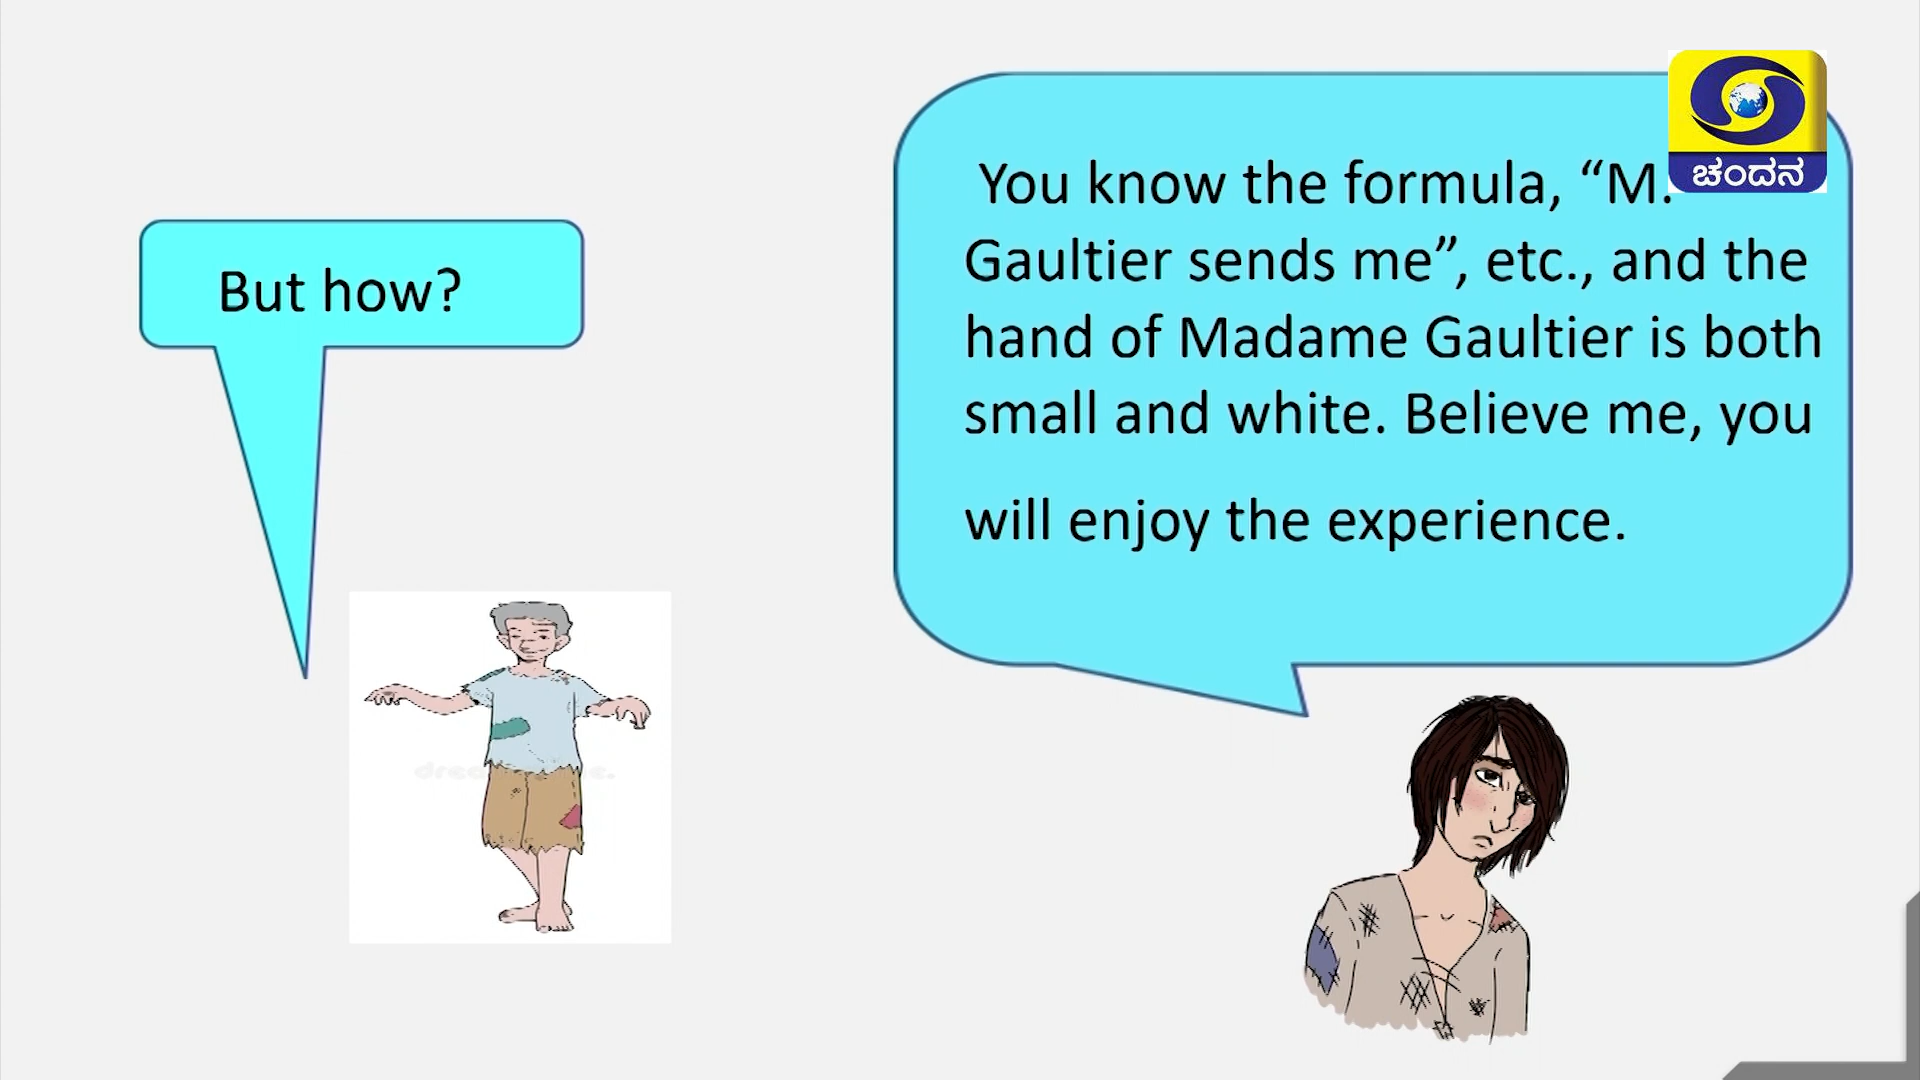 But how?
You know the formula, “M.
Gaultier sends me”, etc., and the
hand of Madame Gaultier is both
small and white. Believe me, you
will enjoy the experience.
ಚಂದನ